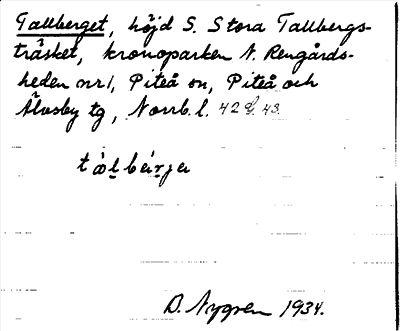 Tallberget, höjd S. Stora Tallbergs-
träsket, kronoparken N. Rengårds-
heden nr 1, Piteå sn, Piteå och
Älvsby tg, Norrb. l. 42 43.
D. Nygren 1934.